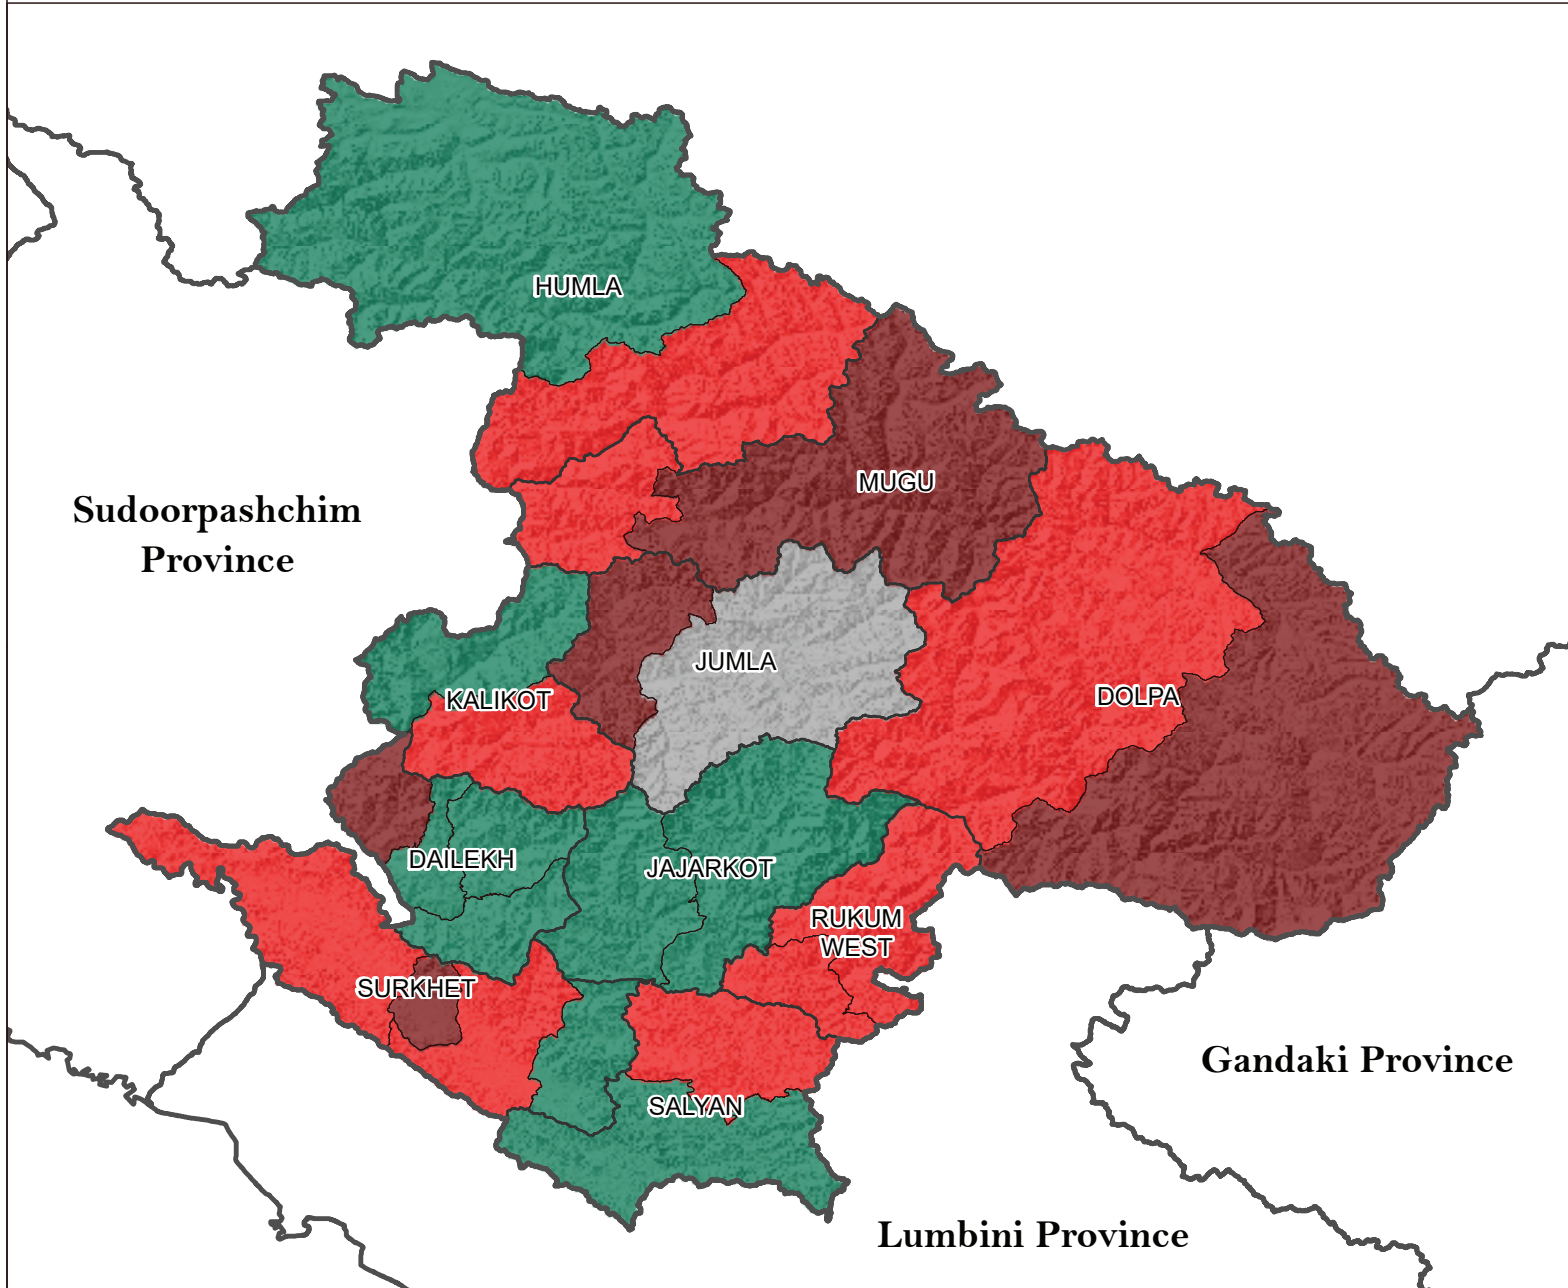 HUMLA
MUGU
Sudoorpashchim
Province
JUMLA
KALIKOT
DOLPA
DAILEKH
JAJARKOT
RUKUM
WEST
SURKHET
Gandaki Province
SALYAN
Lumbini Province